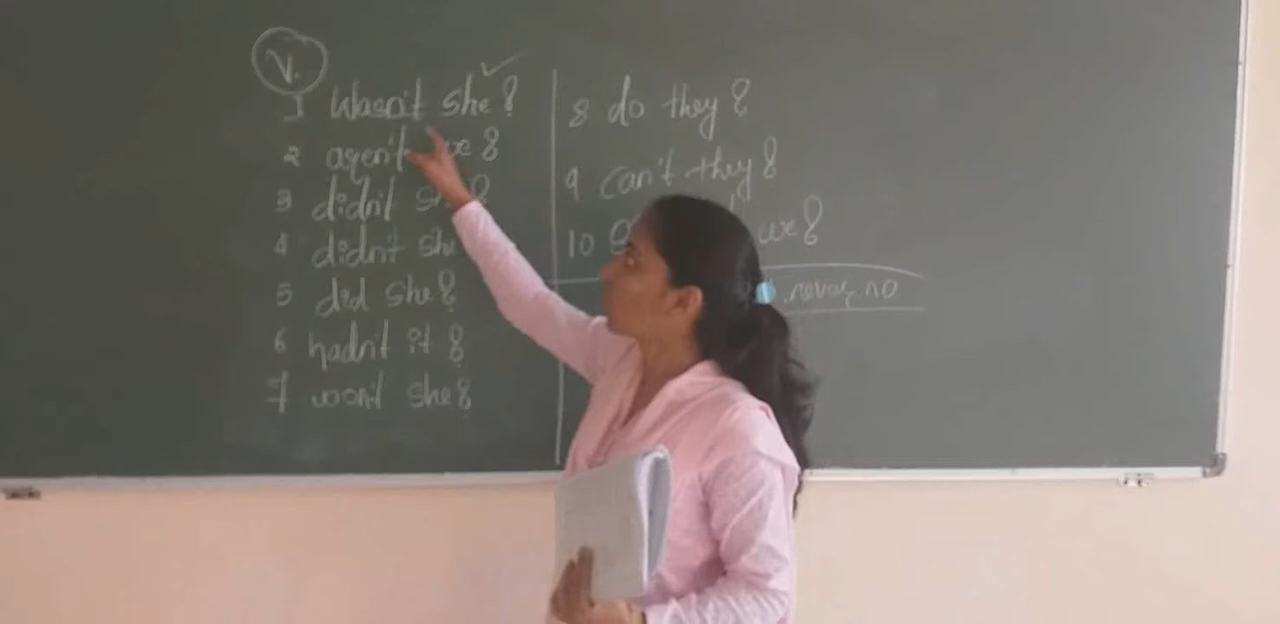 V.
1 Wasn't she?
2 aren't we?
3 didn't she?
4 didn't she
5 did she?
6 hadn't it?
7 won't she?
8 do they?
9 can't they?
10 we?
never, no